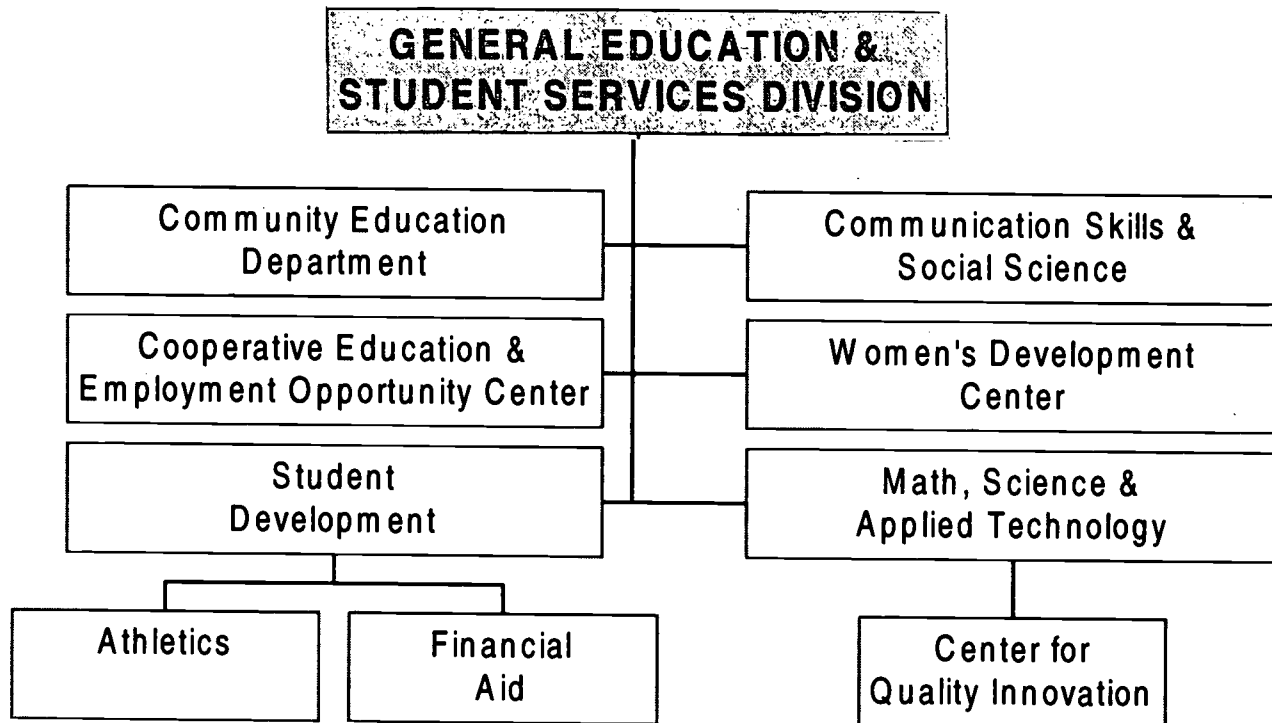 GENERAL EDUCATION &
STUDENT SERVICES DIVISION
Community Education
Department
Communication Skills &
Social Science
Cooperative Education &
Employment Opportunity Center
Women's Development
Center
Student
Development
Math, Science &
Applied Technology
Athletics
Financial
Aid
Center for
Quality Innovation